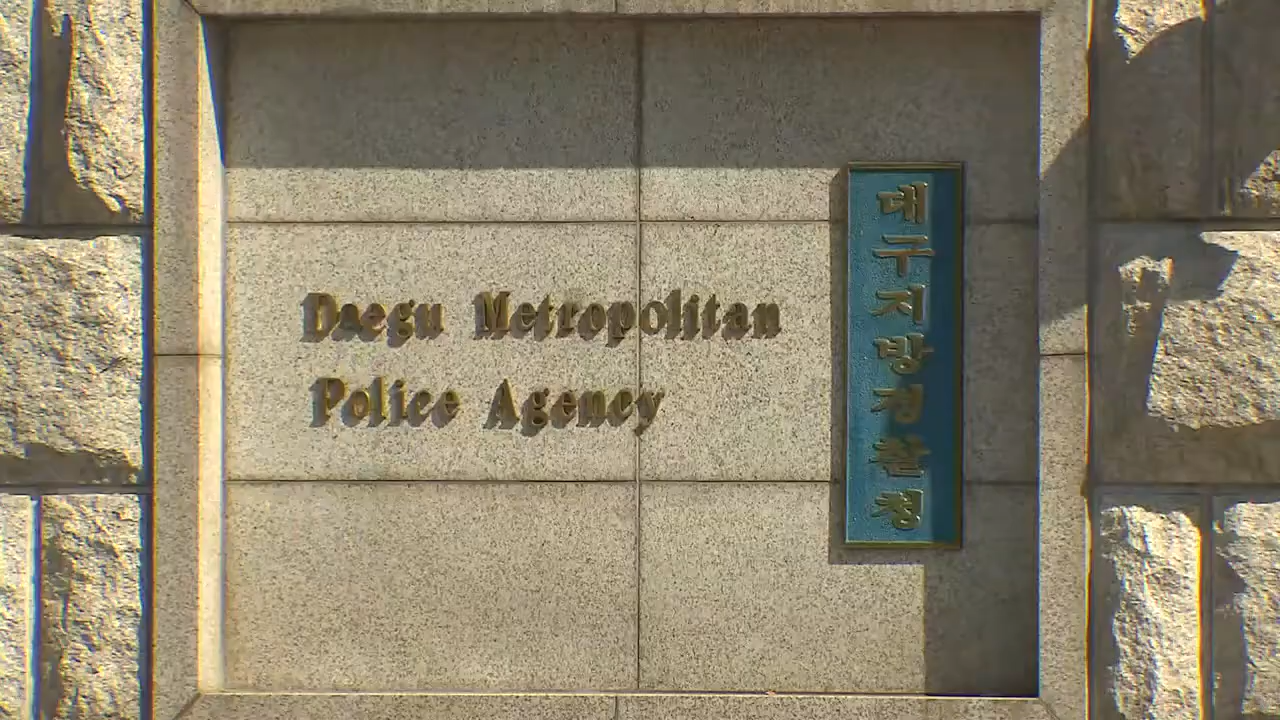 Daegu Metropolitan
Police Agency
대구지방경찰청